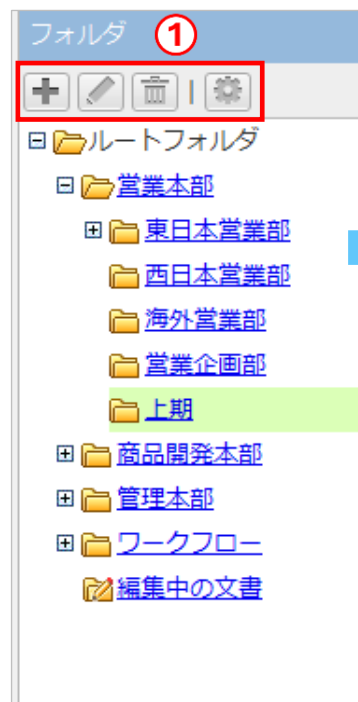 フォルダ ①
ルートフォルダ
営業本部
東日本営業部
西日本営業部
海外営業部
営業企画部
上期
商品開発本部
管理本部
ワークフロー
編集中の文書